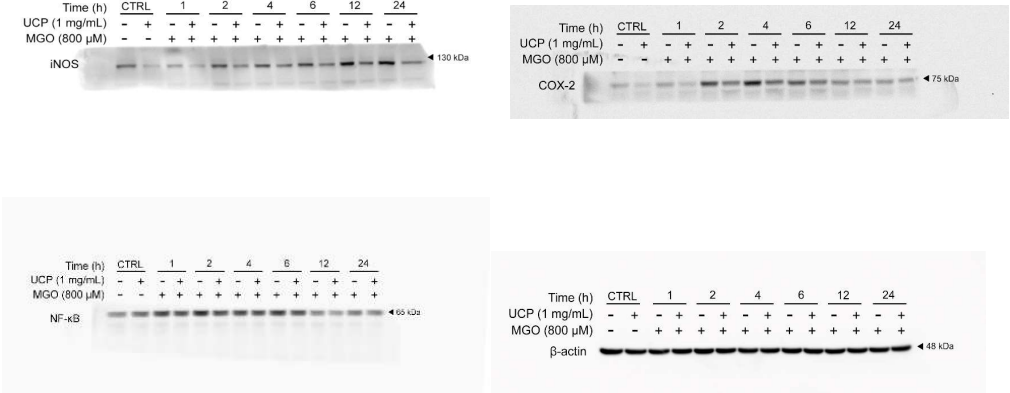 Time (h) CTRL 1 2 4 6 12 24
UCP (1 mg/mL) - + - + - + - + - + - + - +
MGO (800 µM) - - + + + + + + + + + + + +
iNOS ◄ 130 kDa
Time (h) CTRL 1 2 4 6 12 24
UCP (1 mg/mL) - + - + - + - + - + - + - +
MGO (800 µM) - - + + + + + + + + + + + +
COX-2 ◄ 75 kDa
Time (h) CTRL 1 2 4 6 12 24
UCP (1 mg/mL) - + - + - + - + - + - + - +
MGO (800 µM) - - + + + + + + + + + + + +
NF-κB ◄ 65 kDa
Time (h) CTRL 1 2 4 6 12 24
UCP (1 mg/mL) - + - + - + - + - + - + - +
MGO (800 µM) - - + + + + + + + + + + + +
β-actin ◄ 48 kDa